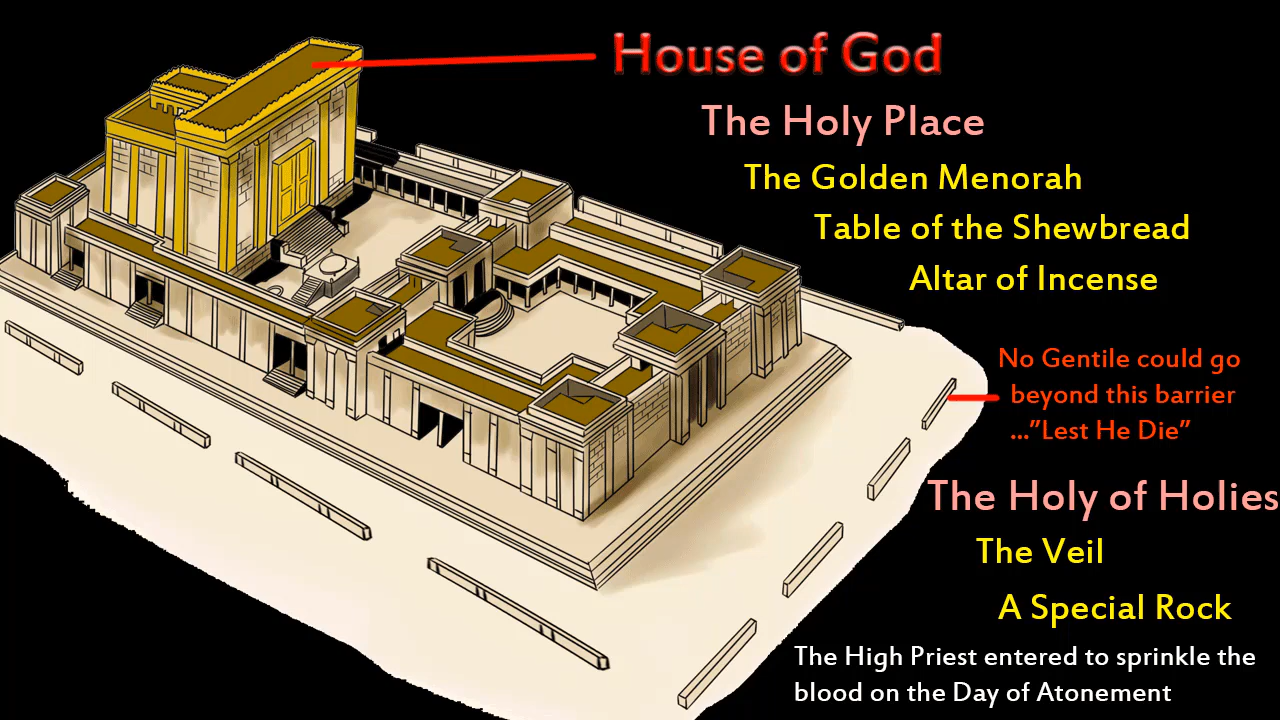 House of God
The Holy Place
The Golden Menorah
Table of the Shewbread
Altar of Incense
No Gentile could go
beyond this barrier
..."Lest He Die"
The Holy of Holies
The Veil
A Special Rock
The High Priest entered to sprinkle the
blood on the Day of Atonement